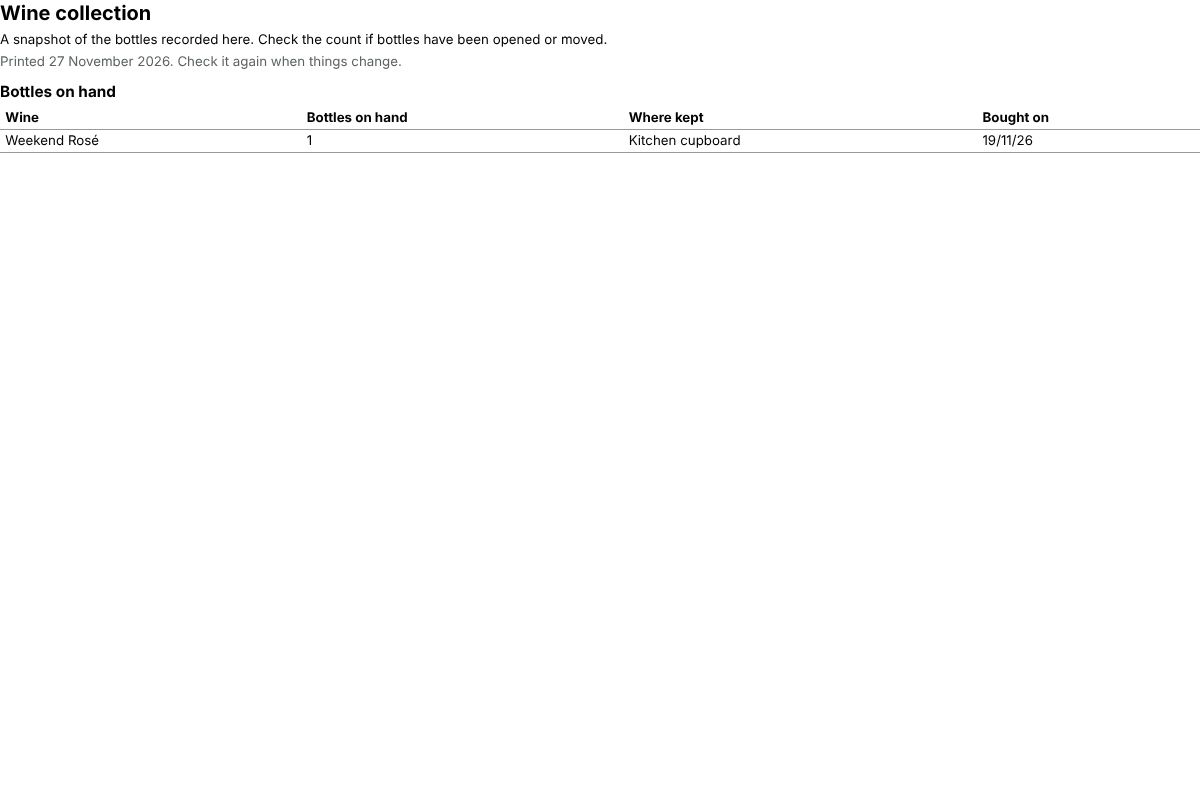 Wine collection
A snapshot of the bottles recorded here. Check the count if bottles have been opened or moved.
Printed 27 November 2026. Check it again when things change.
Bottles on hand
Wine Bottles on hand Where kept Bought on
Weekend Rosé 1 Kitchen cupboard 19/11/26